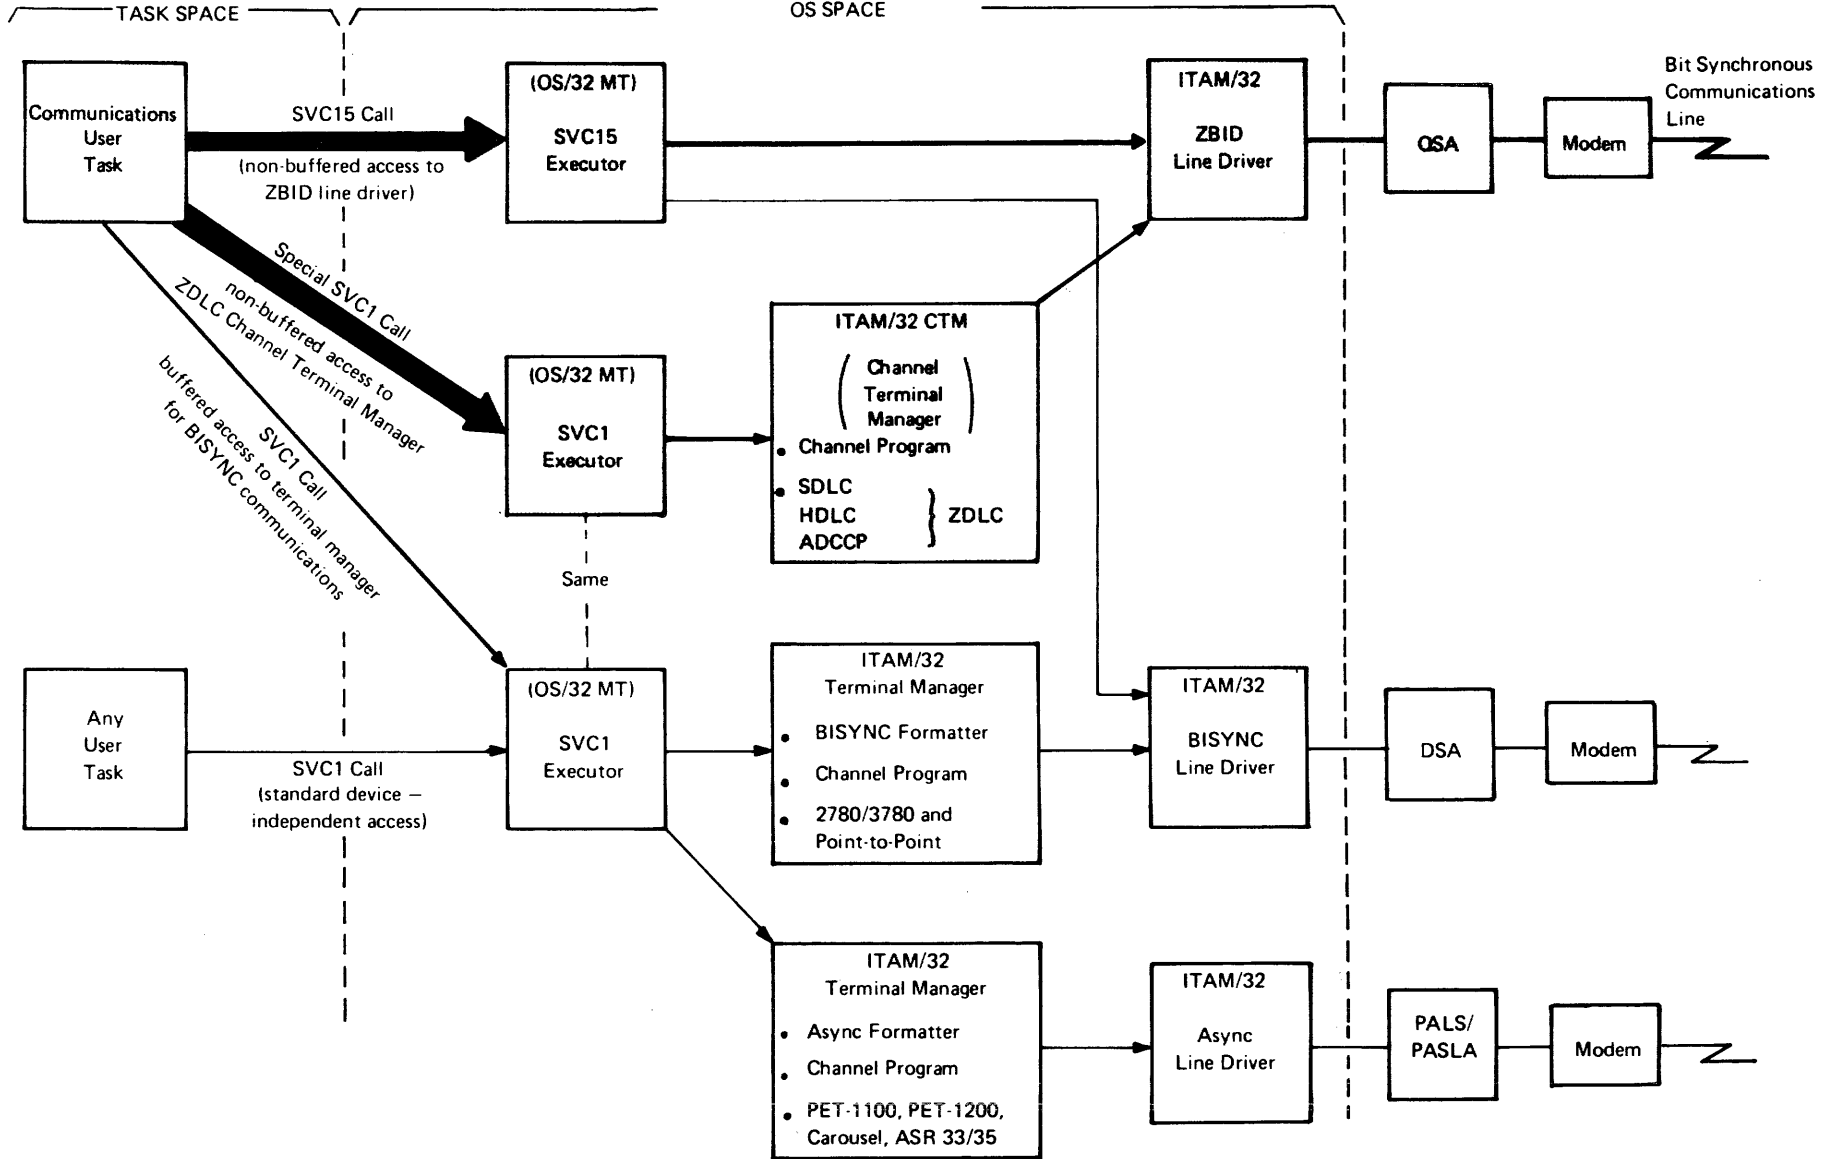 TASK SPACE
OS SPACE
Communications
User
Task
SVC15 Call
(non-buffered access to
ZBID line driver)
(OS/32 MT)
SVC15
Executor
ITAM/32
ZBID
Line Driver
QSA
Modem
Bit Synchronous
Communications
Line
Special SVC1 Call
non-buffered access to
ZDLC Channel Terminal Manager
SVC1 Call
buffered access to terminal manager
for BISYNC communications
(OS/32 MT)
SVC1
Executor
Same
ITAM/32 CTM
(Channel
Terminal
Manager)
• Channel Program
• SDLC
HDLC
ADCCP
} ZDLC
Any
User
Task
SVC1 Call
(standard device –
independent access)
(OS/32 MT)
SVC1
Executor
ITAM/32
Terminal Manager
• BISYNC Formatter
• Channel Program
• 2780/3780 and
Point-to-Point
ITAM/32
BISYNC
Line Driver
DSA
Modem
ITAM/32
Terminal Manager
• Async Formatter
• Channel Program
• PET-1100, PET-1200,
Carousel, ASR 33/35
ITAM/32
Async
Line Driver
PALS/
PASLA
Modem